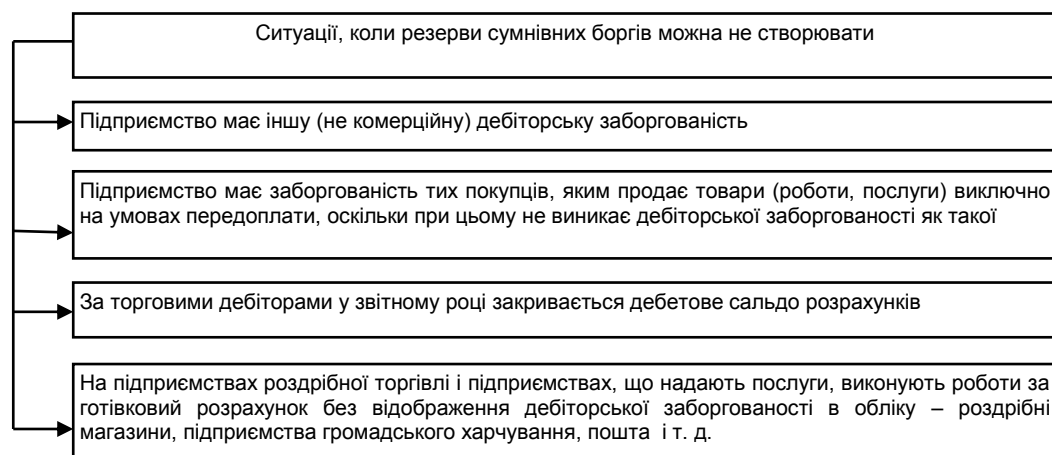 Ситуації, коли резерви сумнівних боргів можна не створювати
Підприємство має іншу (не комерційну) дебіторську заборгованість
Підприємство має заборгованість тих покупців, яким продає товари (роботи, послуги) виключно
на умовах передоплати, оскільки при цьому не виникає дебіторської заборгованості як такої
За торговими дебіторами у звітному році закривається дебетове сальдо розрахунків
На підприємствах роздрібної торгівлі і підприємствах, що надають послуги, виконують роботи за
готівковий розрахунок без відображення дебіторської заборгованості в обліку – роздрібні
магазини, підприємства громадського харчування, пошта і т. д.